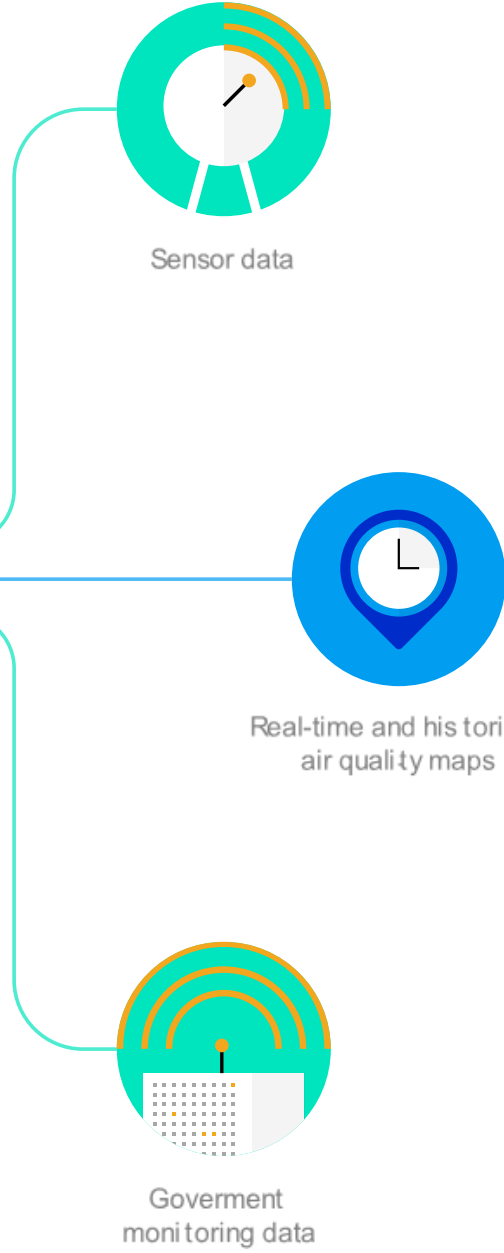 Sensor data
Real-time and histori
air quality maps
Goverment
monitoring data